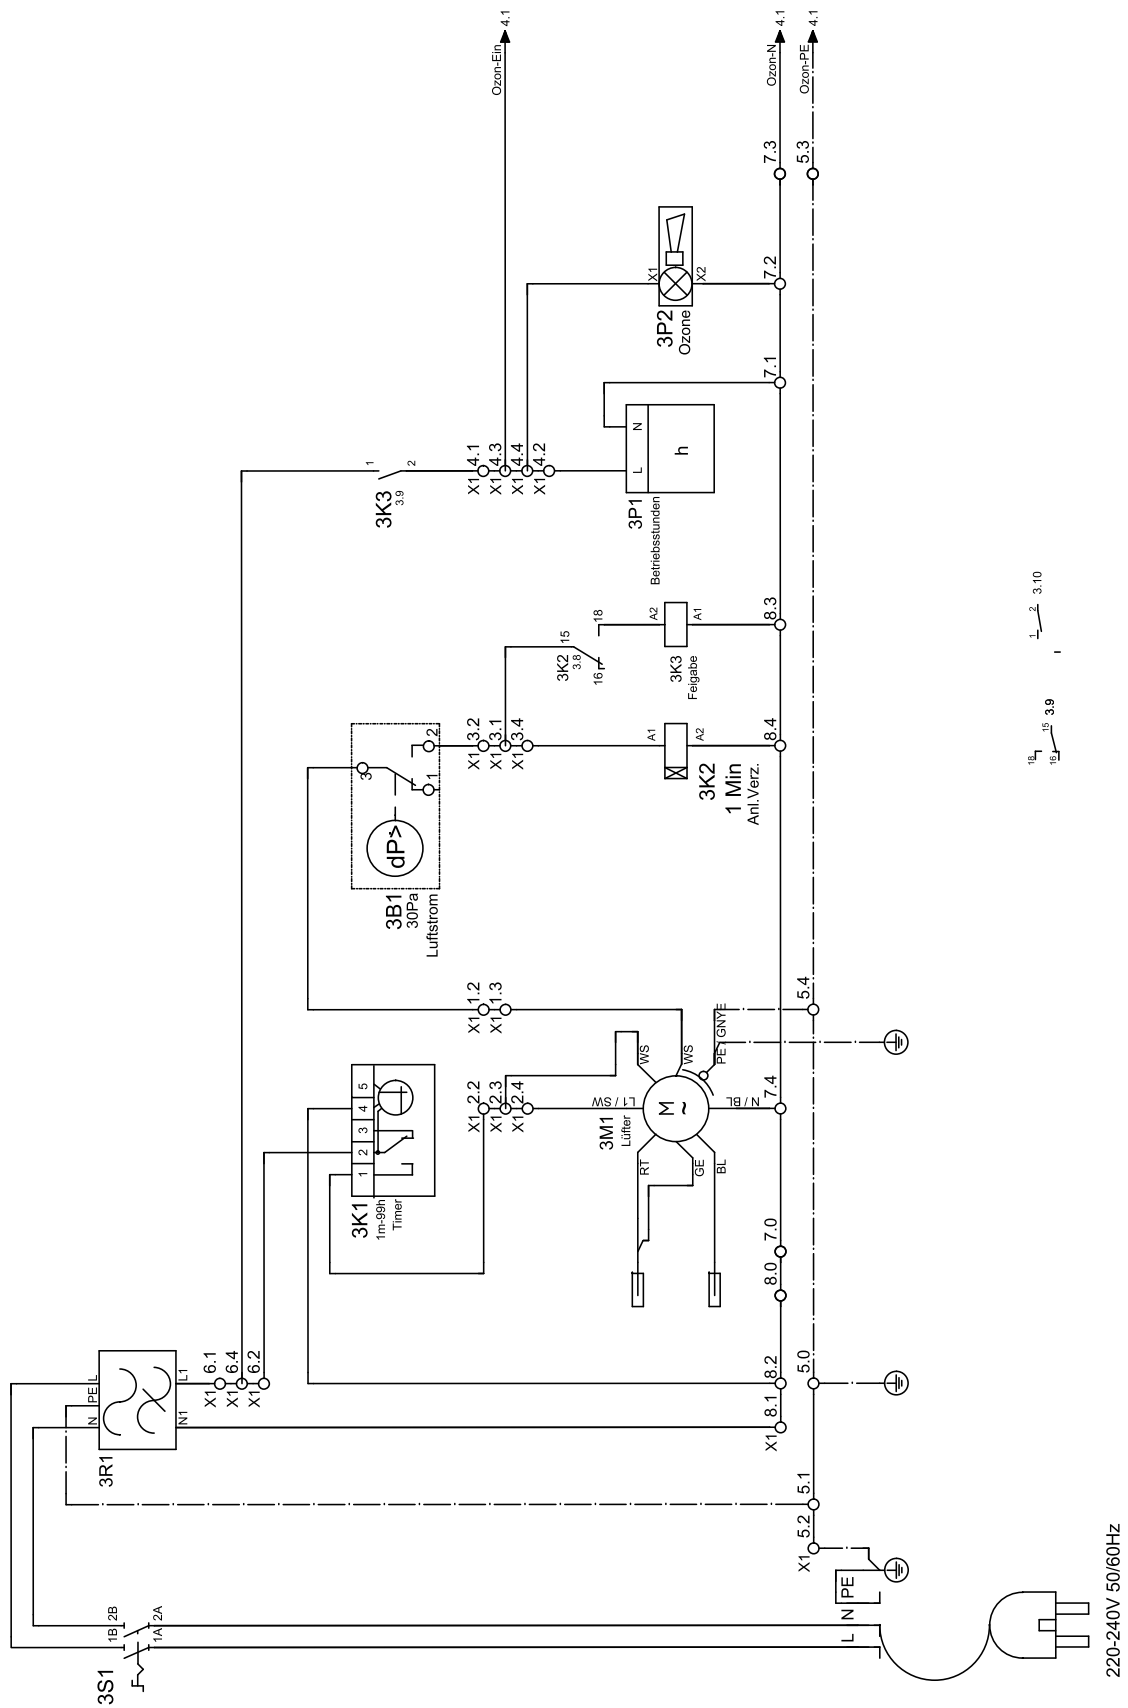 220-240V 50/60Hz
3S1
1B
2B
1A
2A
L
N
PE
X1
5.2
5.1
5.0
3R1
N
PE
L
N1
L1
X1
6.1
X1
6.4
X1
6.2
X1
8.1
8.2
8.0
7.0
3K1
1m-99h
Timer
1
2
3
4
5
X1
2.2
X1
2.3
X1
2.4
3M1
Lüfter
L1 / SW
WS
WS
RT
GE
BL
M
~
N / BL
PE
GNYE
7.4
5.4
X1
1.2
X1
1.3
3B1
30Pa
Luftstrom
dP>
3
1
2
X1
3.2
X1
3.1
X1
3.4
3K2
1 Min
Anl.Verz.
A1
A2
8.4
3K2
3.8
15
16
18
3K3
Feigabe
A2
A1
8.3
3K3
3.9
1
2
X1
4.1
X1
4.3
X1
4.4
X1
4.2
3P1
Betriebsstunden
L
N
h
7.1
3P2
Ozone
X1
X2
7.2
7.3
5.3
Ozon-Ein
4.1
Ozon-N
4.1
Ozon-PE
4.1
18
16
15
3.9
1
2
3.10